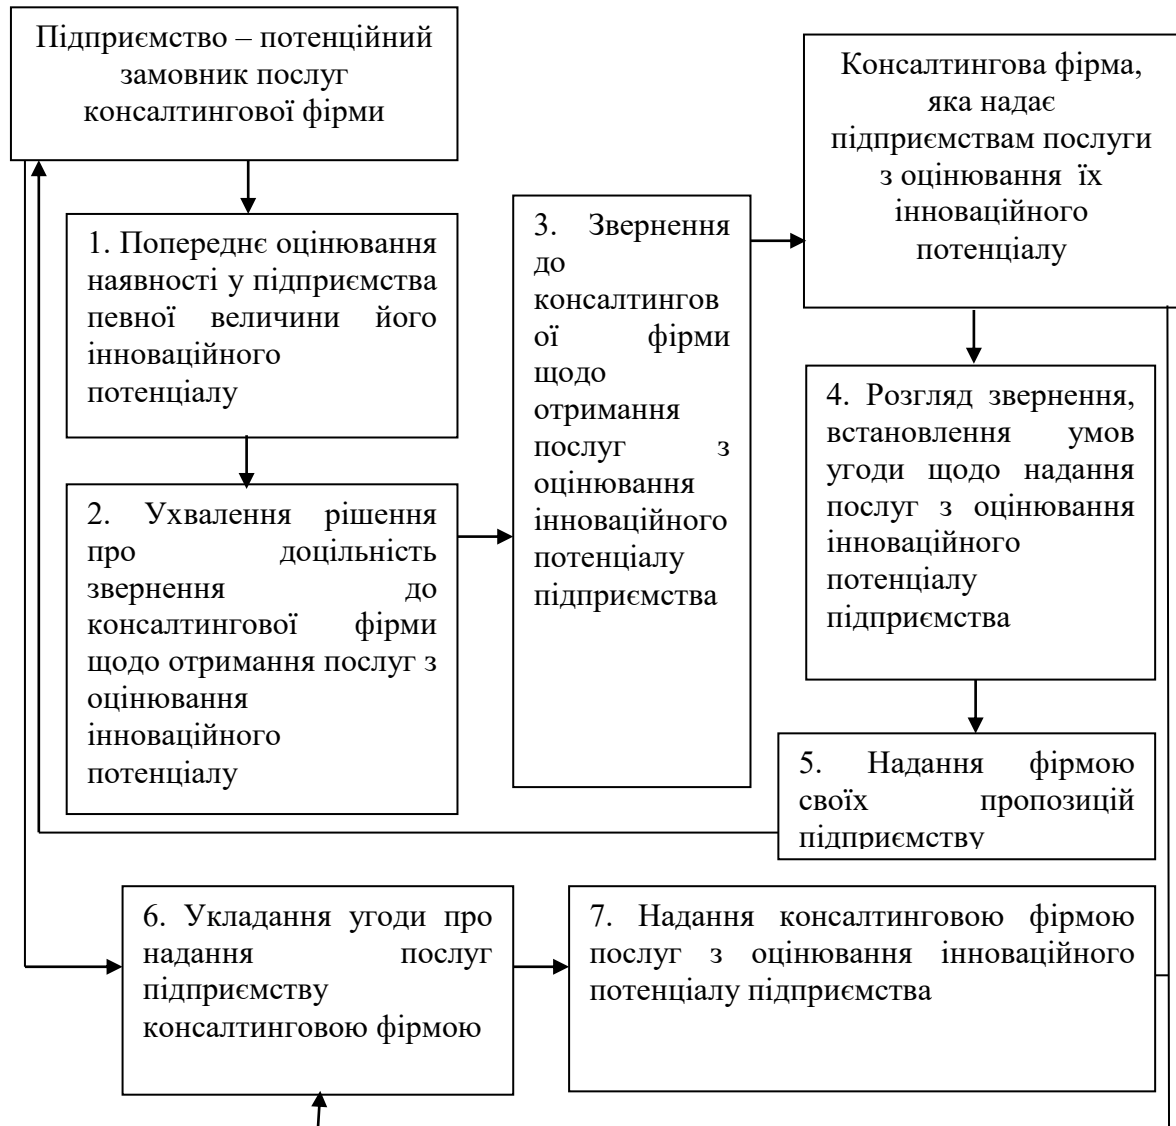 Підприємство – потенційний
замовник послуг
консалтингової фірми
Консалтингова фірма,
яка надає
підприємствам послуги
з оцінювання їх
інноваційного
потенціалу
1. Попереднє оцінювання
наявності у підприємства
певної величини його
інноваційного
потенціалу
2. Ухвалення рішення
про доцільність
звернення до
консалтингової фірми
щодо отримання послуг з
оцінювання
інноваційного
потенціалу
3. Звернення
до
консалтингов
ої фірми
щодо
отримання
послуг з
оцінювання
інноваційного
потенціалу
підприємства
4. Розгляд звернення,
встановлення умов
угоди щодо надання
послуг з оцінювання
інноваційного
потенціалу
підприємства
5. Надання фірмою
своїх пропозицій
підприємству
6. Укладання угоди про
надання послуг
підприємству
консалтинговою фірмою
7. Надання консалтинговою фірмою
послуг з оцінювання інноваційного
потенціалу підприємства